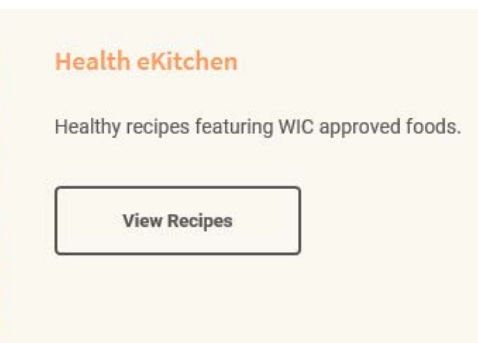 Health eKitchen
Healthy recipes featuring WIC approved foods.
View Recipes